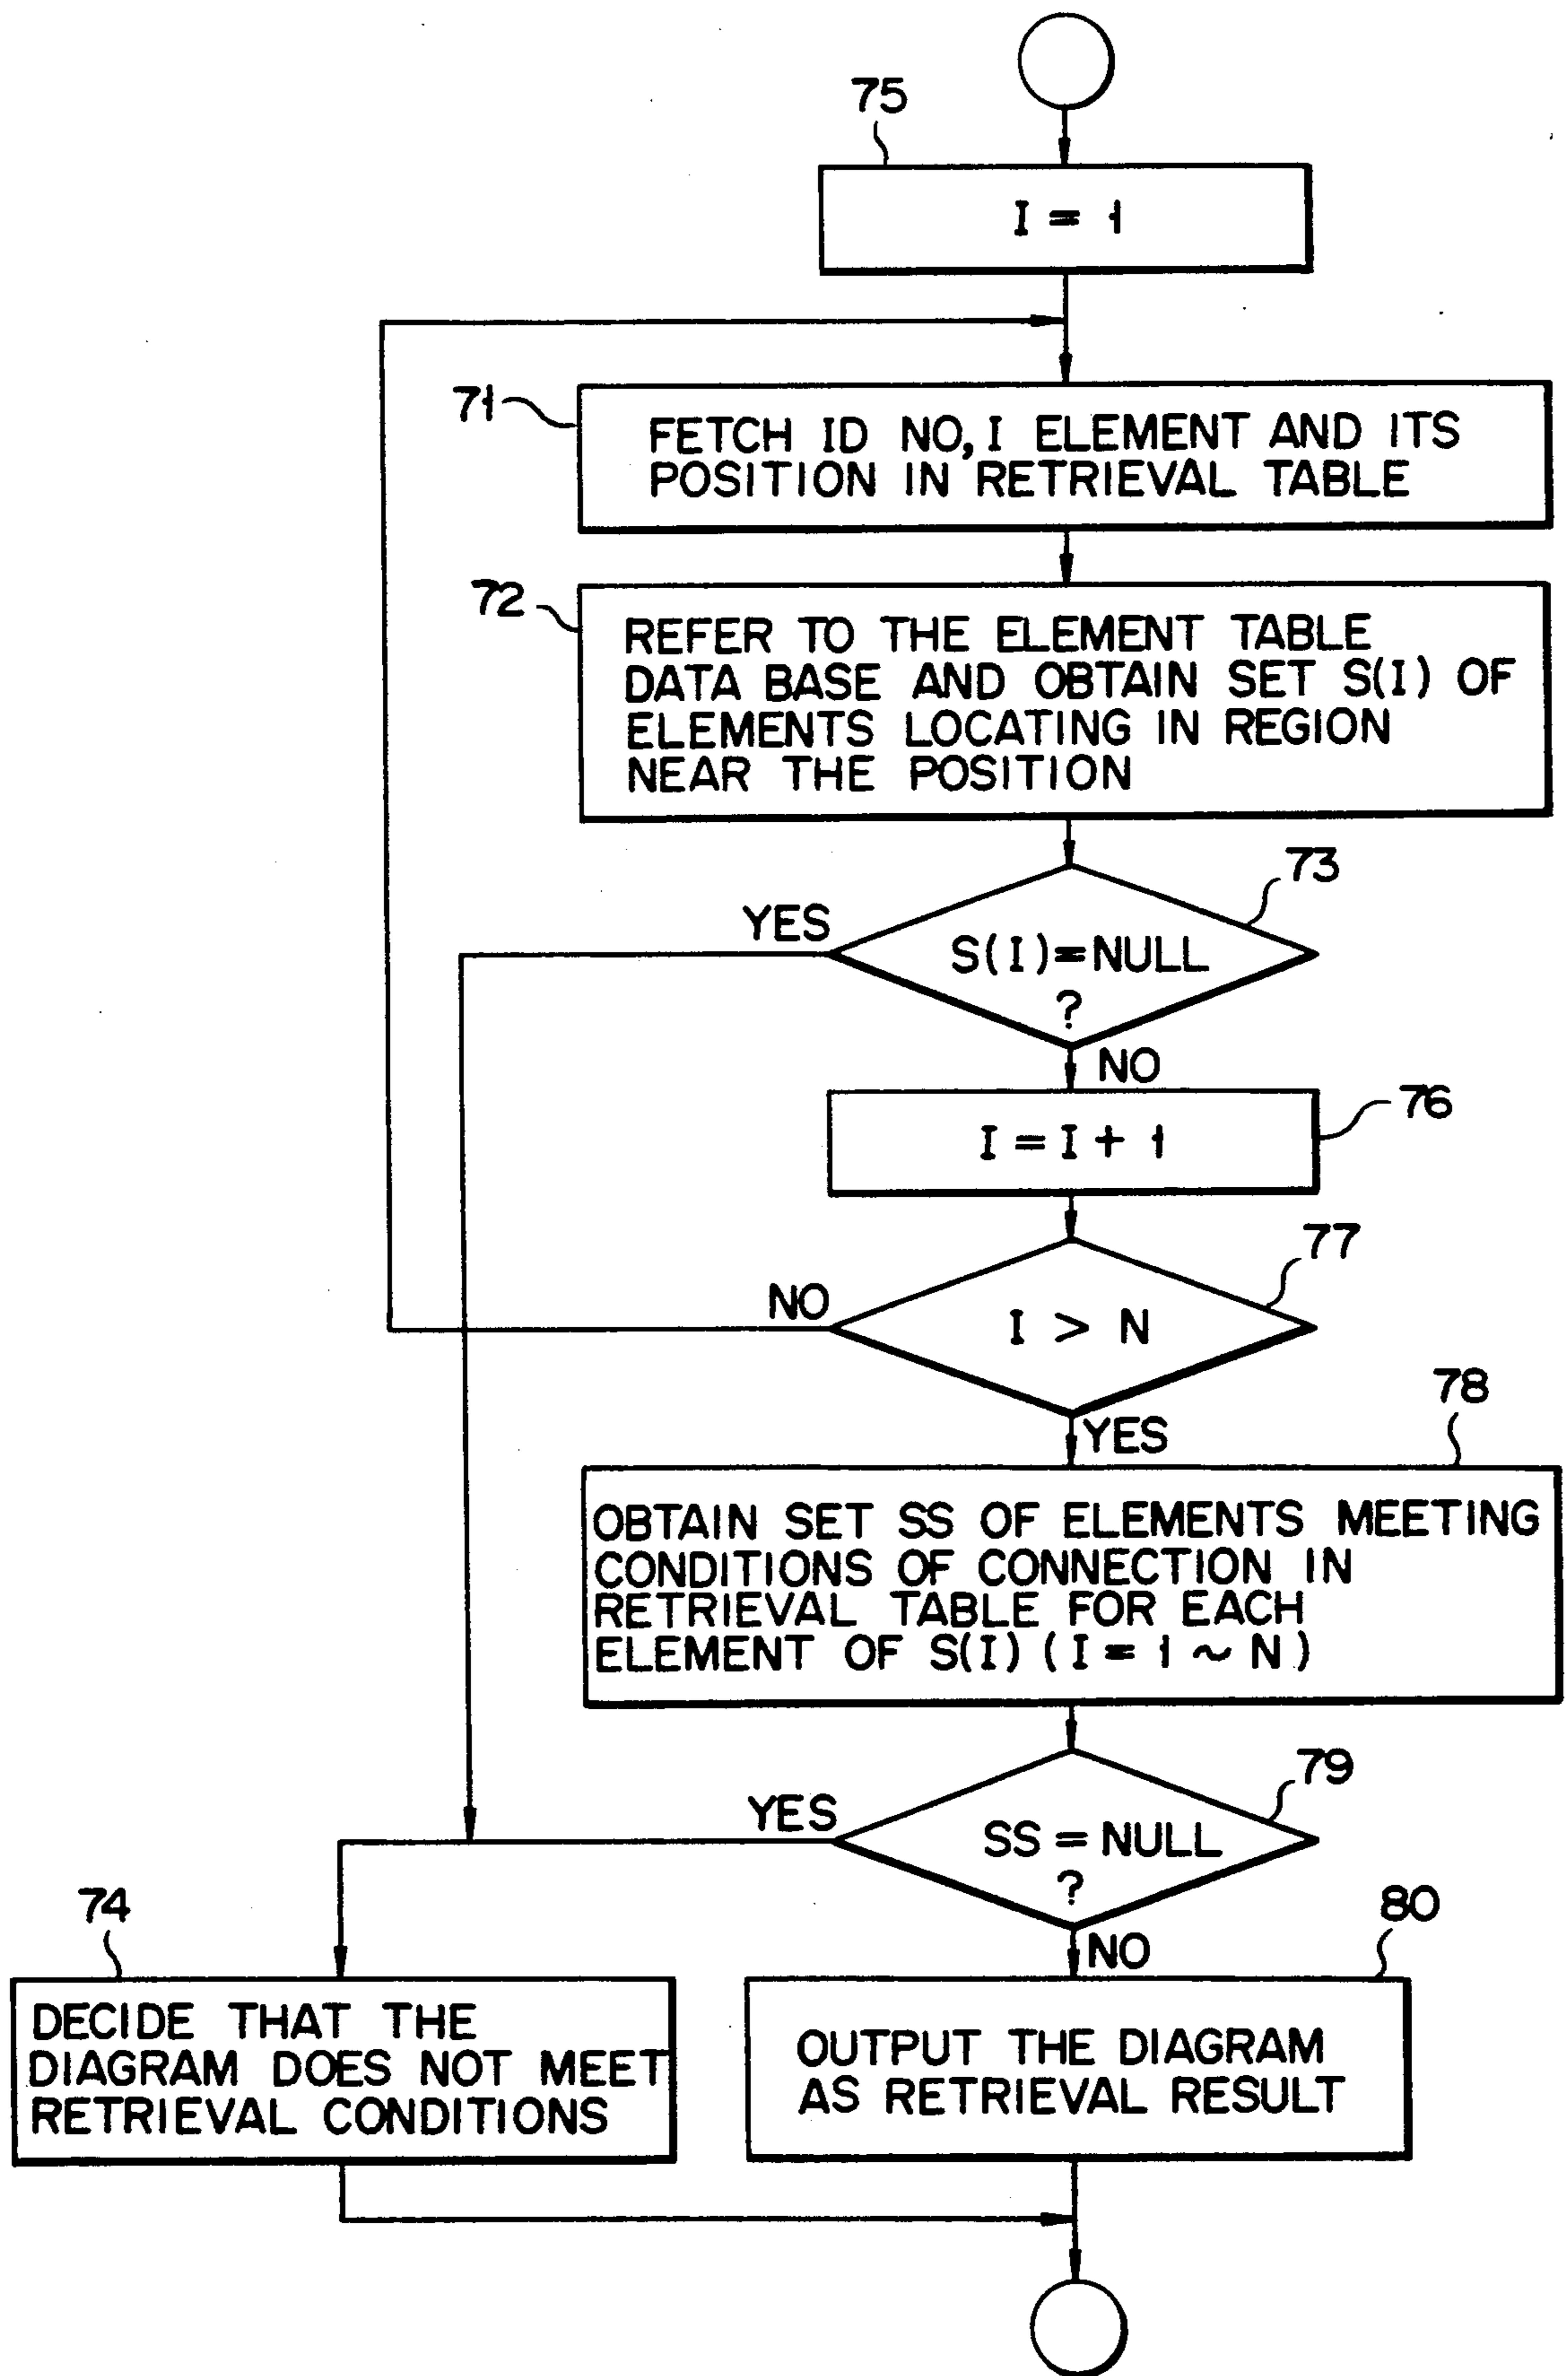 75
I = 1
71
FETCH ID NO, I ELEMENT AND ITS
POSITION IN RETRIEVAL TABLE
72
REFER TO THE ELEMENT TABLE
DATA BASE AND OBTAIN SET S(I) OF
ELEMENTS LOCATING IN REGION
NEAR THE POSITION
73
YES
S(I)=NULL
?
NO
76
I = I + 1
77
NO
I > N
78
YES
OBTAIN SET SS OF ELEMENTS MEETING
CONDITIONS OF CONNECTION IN
RETRIEVAL TABLE FOR EACH
ELEMENT OF S(I) ( I = 1 ~ N )
79
YES
SS = NULL
?
74
80
NO
DECIDE THAT THE
DIAGRAM DOES NOT MEET
RETRIEVAL CONDITIONS
OUTPUT THE DIAGRAM
AS RETRIEVAL RESULT